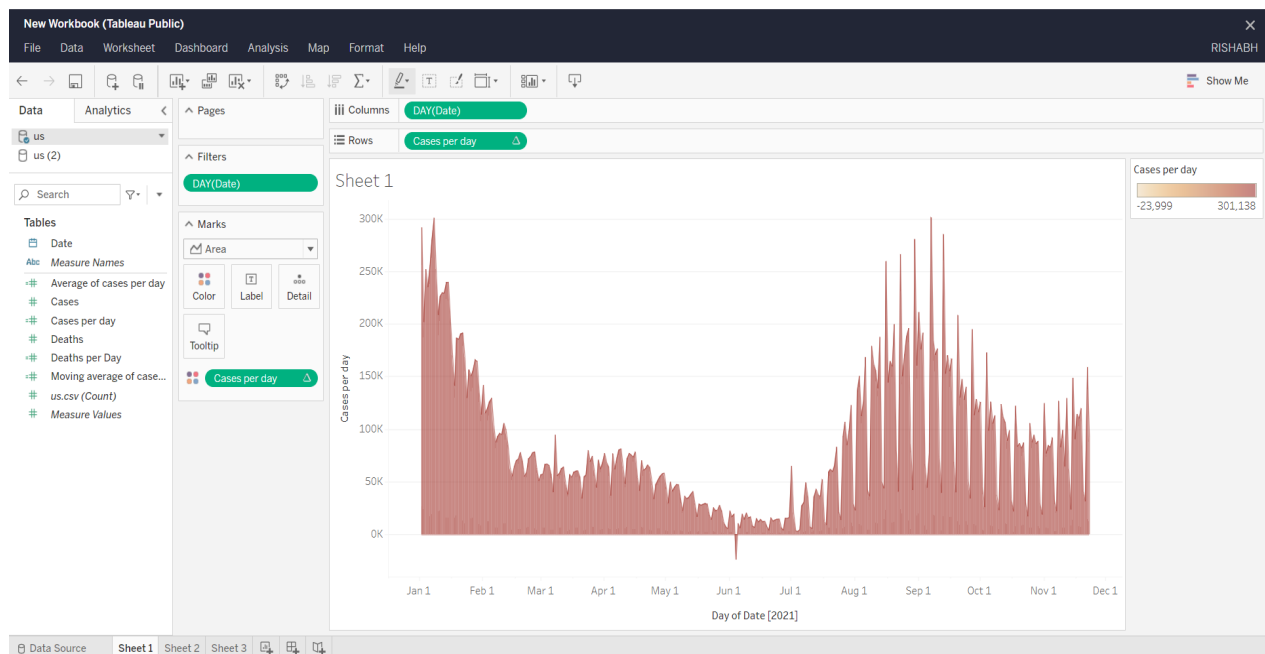 New Workbook (Tableau Public)
File Data Worksheet Dashboard Analysis Map Format Help RISHABH
Show Me
Data Analytics
us
us (2)
Search
Tables
Date
Abc Measure Names
Average of cases per day
Cases
Cases per day
Deaths
Deaths per Day
Moving average of case...
us.csv (Count)
Measure Values
Pages
Filters
DAY(Date)
Marks
Area
Color Label Detail
Tooltip
Cases per day
Columns DAY(Date)
Rows Cases per day
Sheet 1
300K
250K
200K
150K
100K
50K
0K
Cases per day
Jan 1 Feb 1 Mar 1 Apr 1 May 1 Jun 1 Jul 1 Aug 1 Sep 1 Oct 1 Nov 1 Dec 1
Day of Date [2021]
Cases per day
-23,999 301,138
Data Source Sheet 1 Sheet 2 Sheet 3